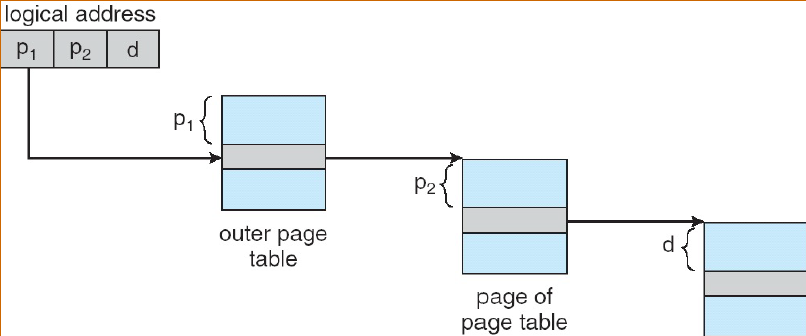 logical address
p1 p2 d
p1
outer page
table
p2
page of
page table
d